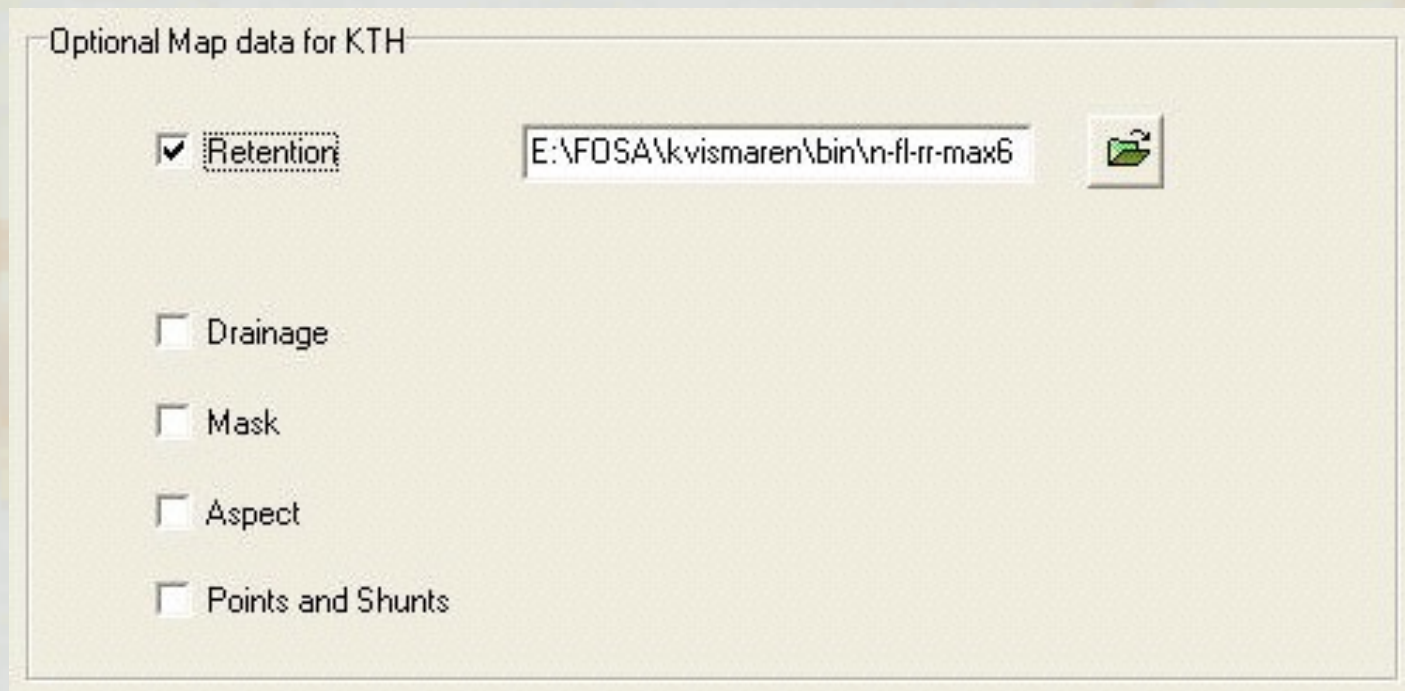 Optional Map data for KTH
Retention E:\FOSA\kvismaren\bin\n-fl-rr-max6
Drainage
Mask
Aspect
Points and Shunts